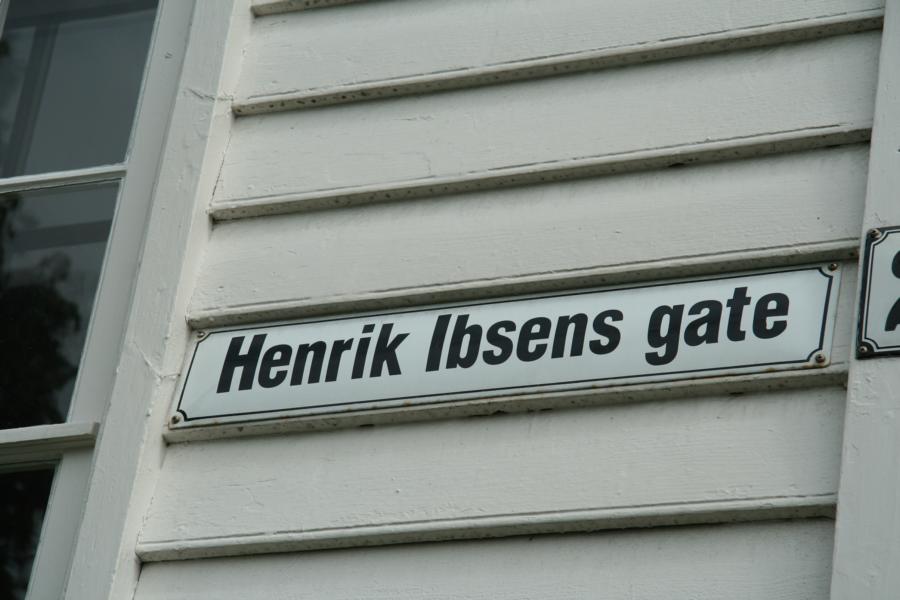 Henrik Ibsens gate